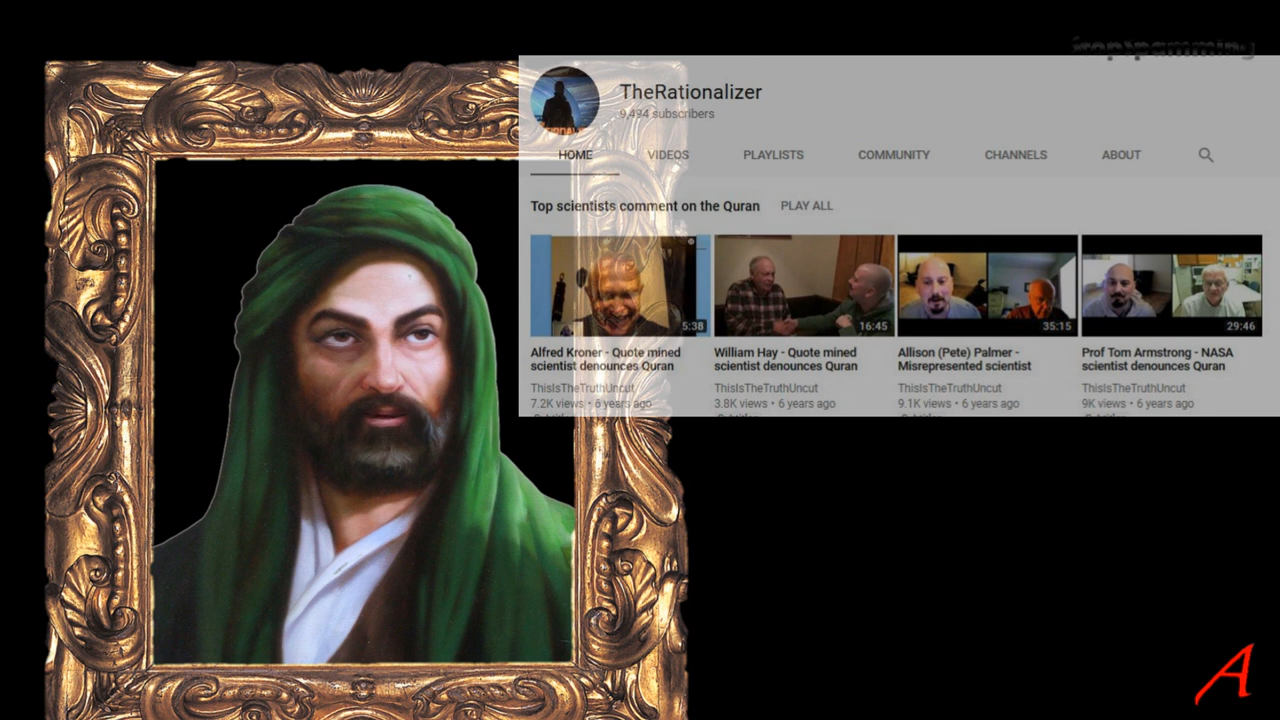 TheRationalizer
9,494 subscribers
HOME VIDEOS PLAYLISTS COMMUNITY CHANNELS ABOUT
Top scientists comment on the Quran PLAY ALL
5:38 16:45 35:15 29:46
Alfred Kroner - Quote mined
scientist denounces Quran
ThisIsTheTruthUncut
7.2K views • 6 years ago
William Hay - Quote mined
scientist denounces Quran
ThisIsTheTruthUncut
3.8K views • 6 years ago
Allison (Pete) Palmer -
Misrepresented scientist
ThisIsTheTruthUncut
9.1K views • 6 years ago
Prof Tom Armstrong - NASA
scientist denounces Quran
ThisIsTheTruthUncut
9K views • 6 years ago
A